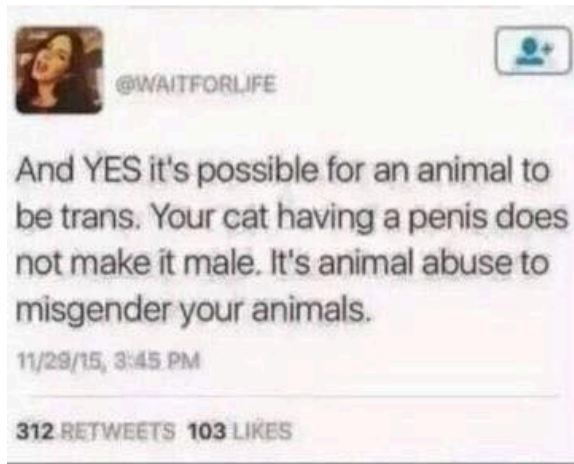 @WAITFORLIFE
And YES it's possible for an animal to
be trans. Your cat having a penis does
not make it male. It's animal abuse to
misgender your animals.
11/29/15, 3:45 PM
312 RETWEETS 103 LIKES